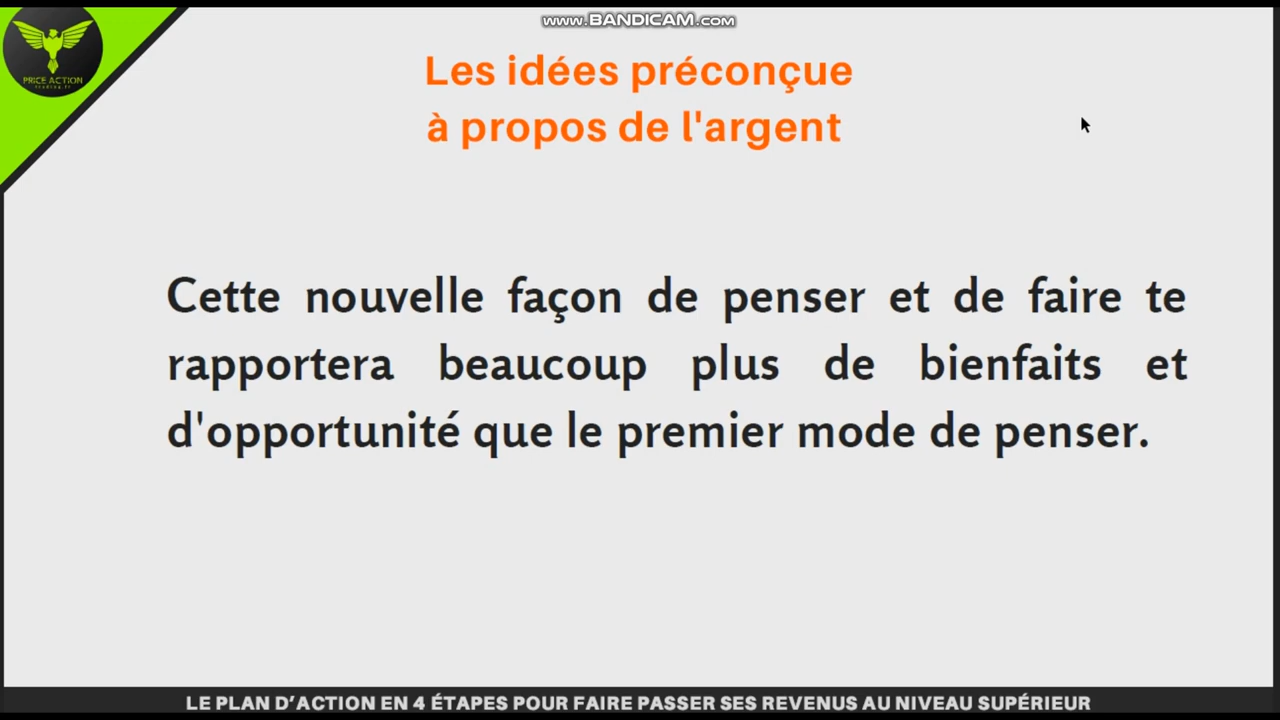 www.BANDICAM.com
PRICE ACTION
trading.fr
Les idées préconçue
à propos de l'argent
Cette nouvelle façon de penser et de faire te
rapportera beaucoup plus de bienfaits et
d'opportunité que le premier mode de penser.
LE PLAN D’ACTION EN 4 ÉTAPES POUR FAIRE PASSER SES REVENUS AU NIVEAU SUPÉRIEUR